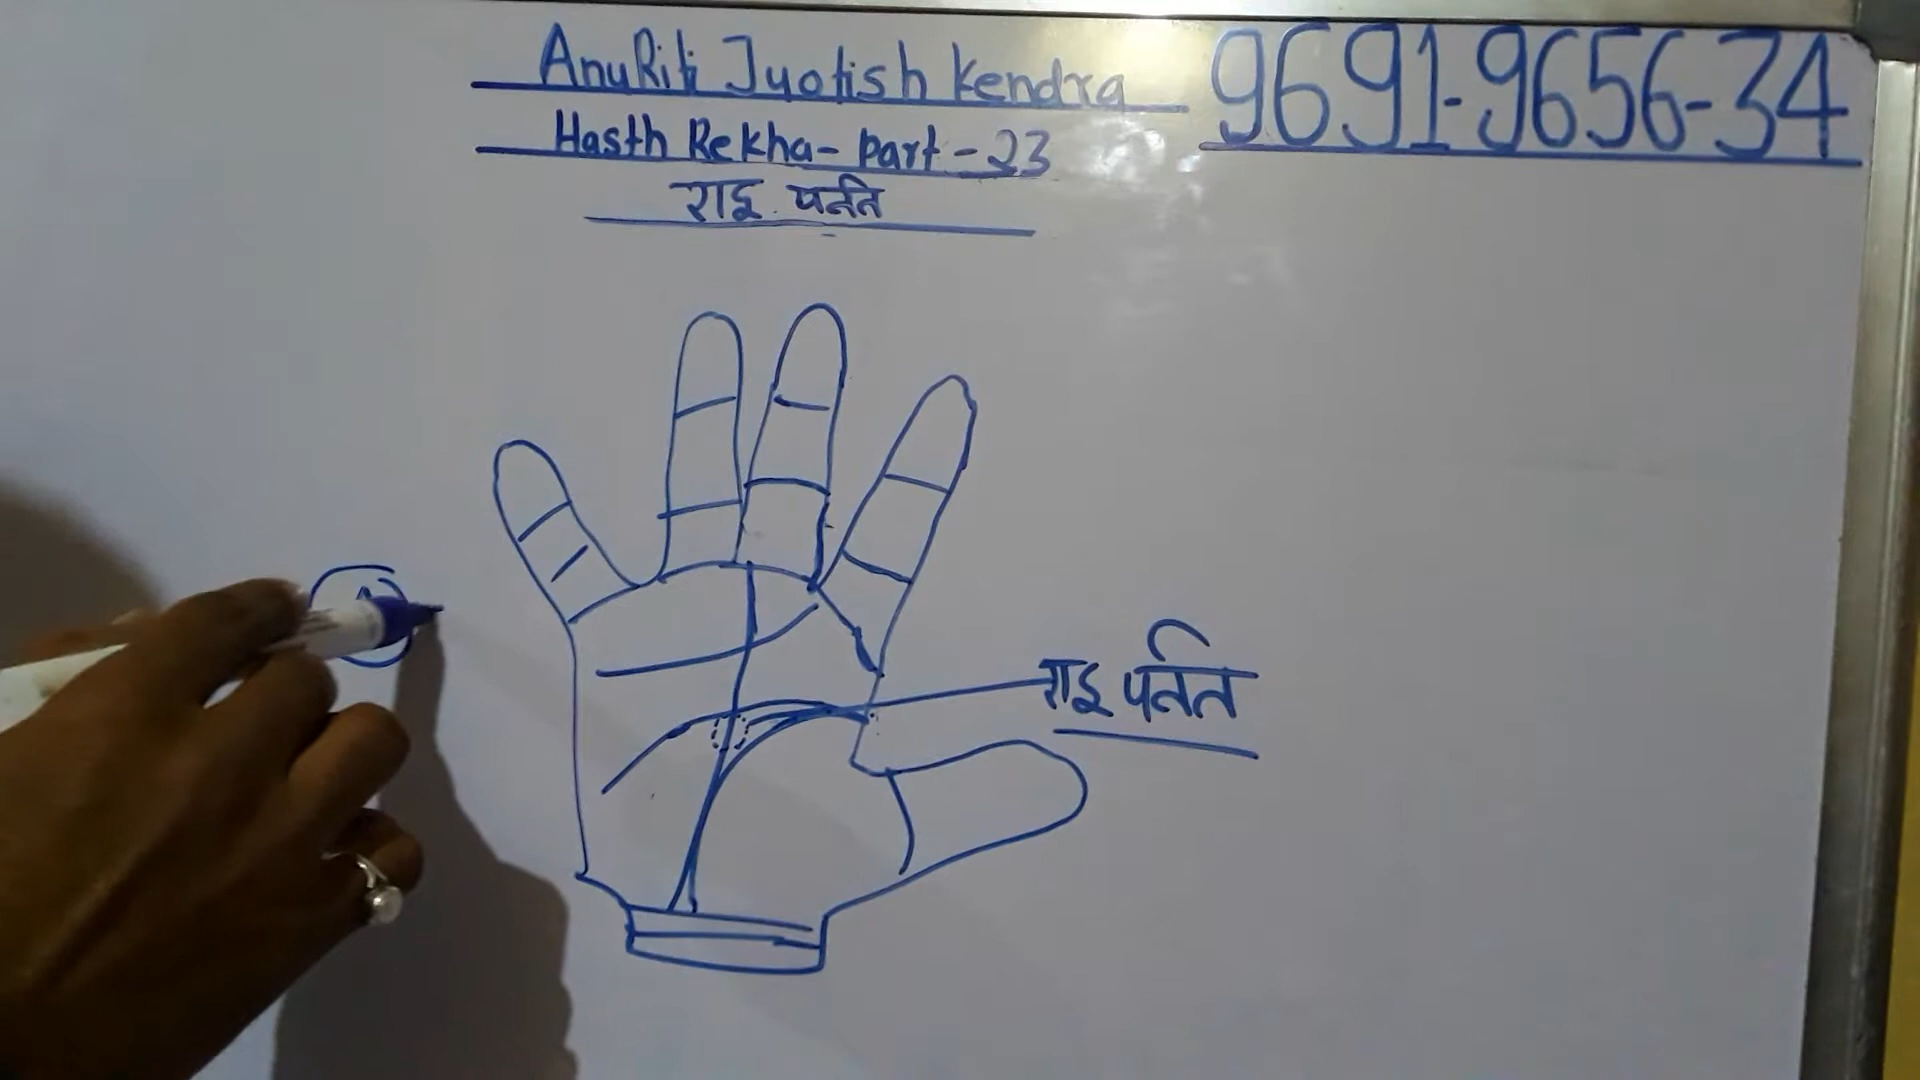 AnuRiti Jyotish Kendra
9691-9656-34
Hasth Rekha - Part - 23
राहु पर्वत
राहु पर्वत